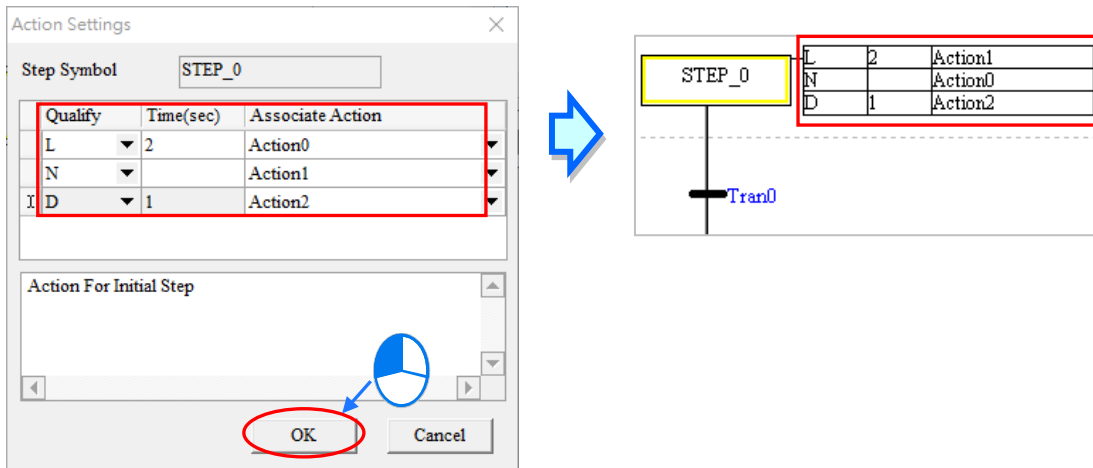 Action Settings
Step Symbol STEP_0
Qualify Time(sec) Associate Action
L 2 Action0
N Action1
D 1 Action2
Action For Initial Step
OK Cancel
STEP_0
L 2 Action1
N Action0
D 1 Action2
Tran0